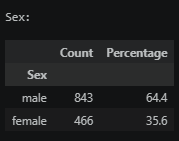 Sex:
Count Percentage
Sex
male 843 64.4
female 466 35.6